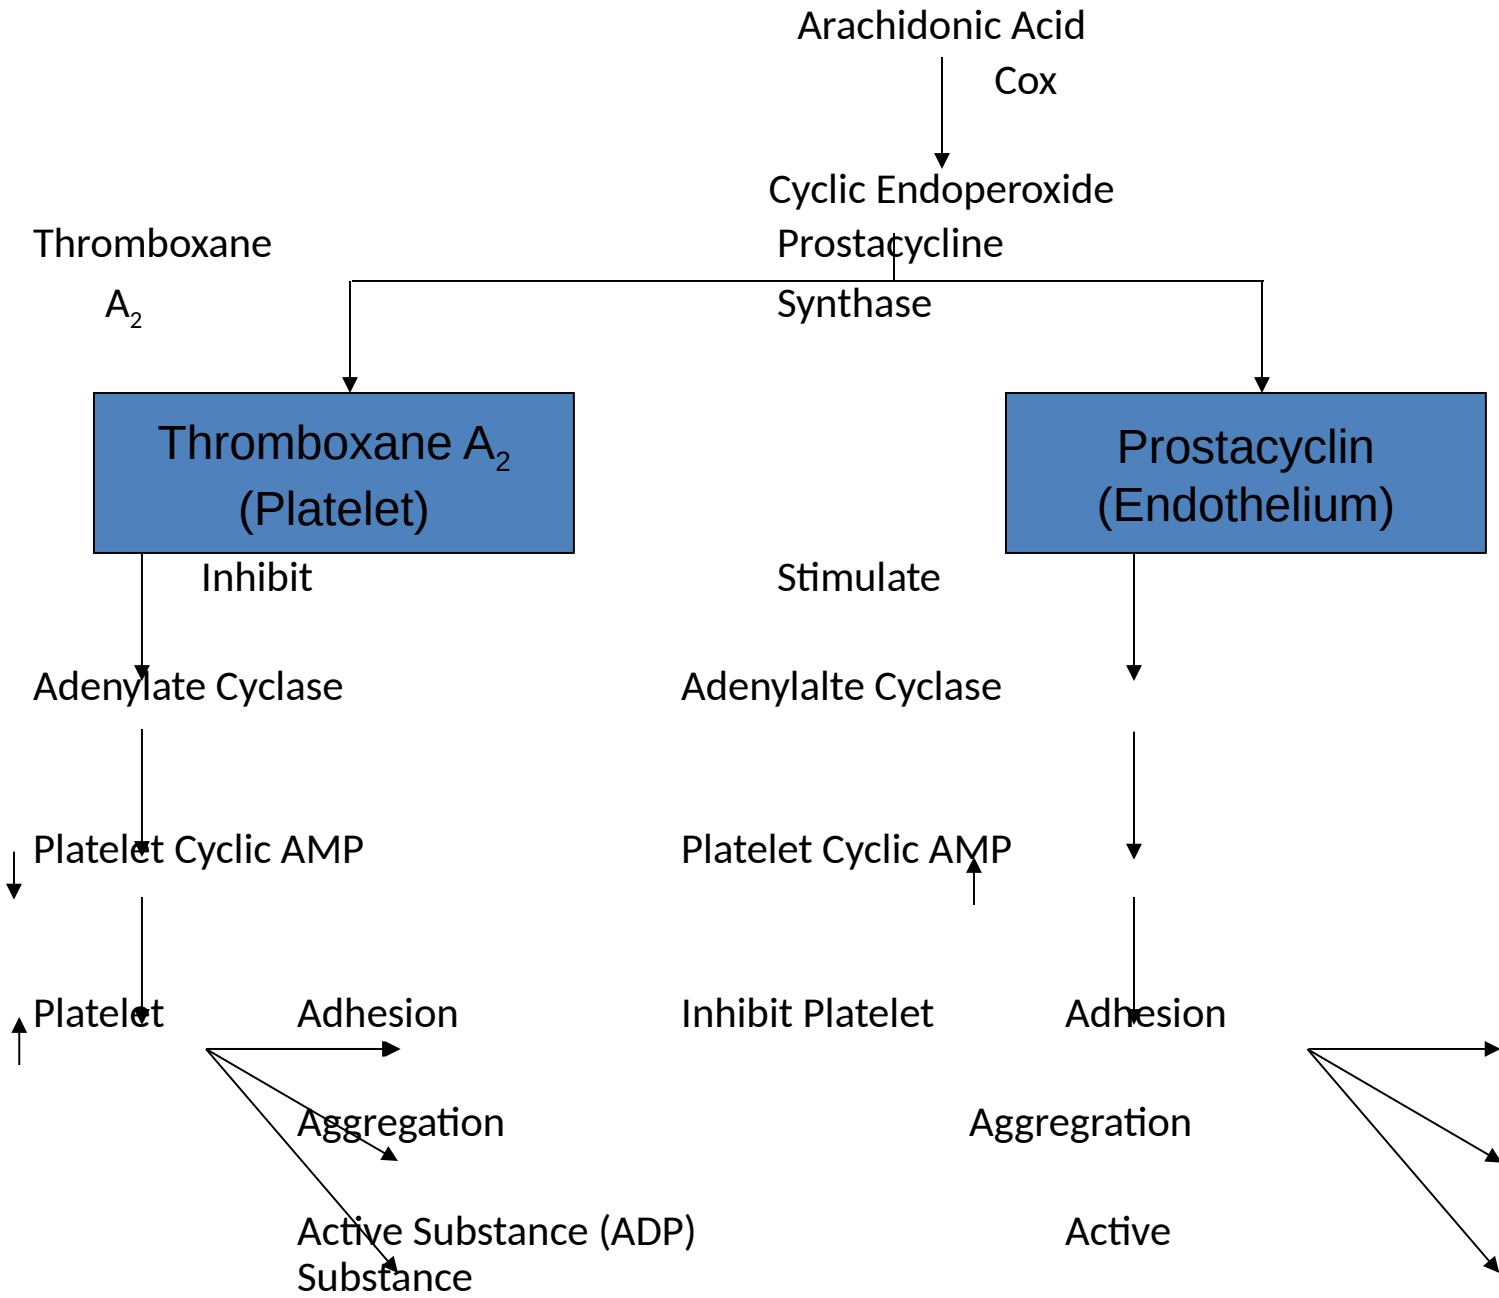 Arachidonic Acid
Cox
Cyclic Endoperoxide
Thromboxane Prostacycline
A2 Synthase
Thromboxane A2
(Platelet)
Prostacyclin
(Endothelium)
Inhibit Stimulate
Adenylate Cyclase Adenylalte Cyclase
Platelet Cyclic AMP Platelet Cyclic AMP
Platelet Adhesion Inhibit Platelet Adhesion
Aggregation Aggregration
Active Substance (ADP) Active
Substance